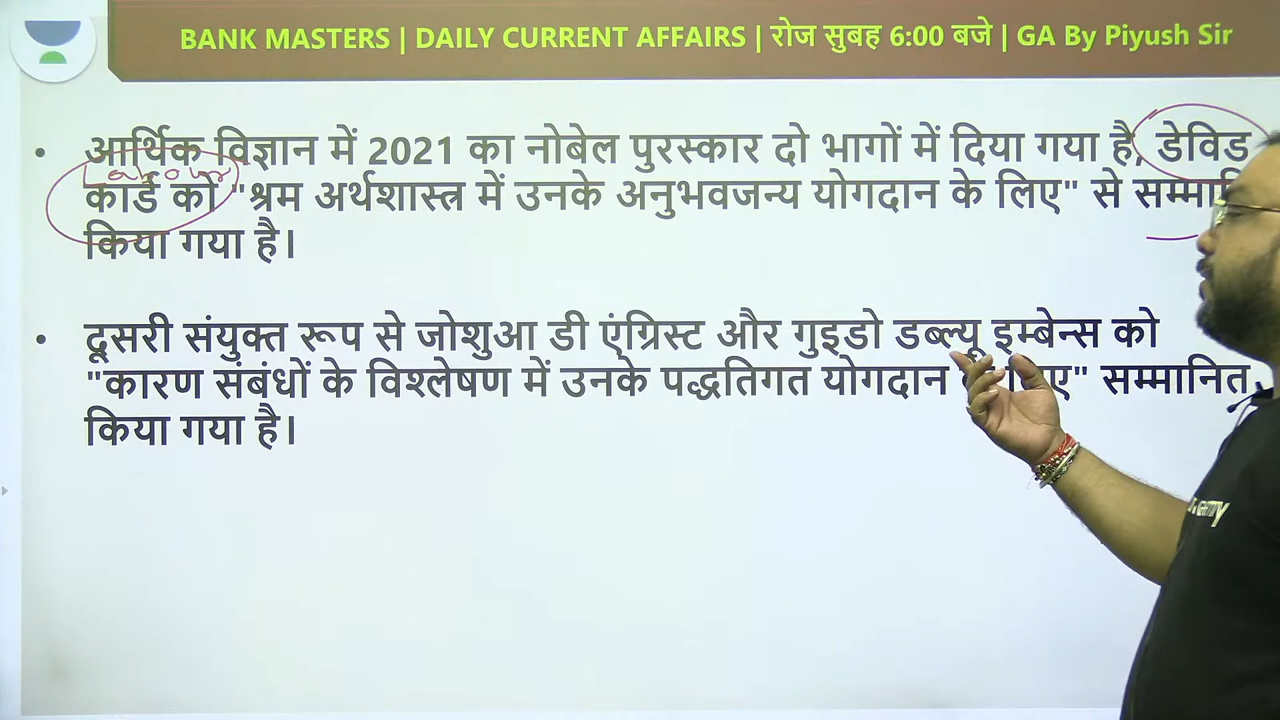 BANK MASTERS | DAILY CURRENT AFFAIRS | रोज सुबह 6:00 बजे | GA By Piyush Sir
• आर्थिक विज्ञान में 2021 का नोबेल पुरस्कार दो भागों में दिया गया है, डेविड
Labour
कार्ड को "श्रम अर्थशास्त्र में उनके अनुभवजन्य योगदान के लिए" से
किया गया है।
• दूसरी संयुक्त रूप से जोशुआ डी एंग्रिस्ट और गुइडो डब्ल्यू इम्बेन्स को
"कारण संबंधों के विश्लेषण में उनके पद्धतिगत योगदान सम्मानित
किया गया है।